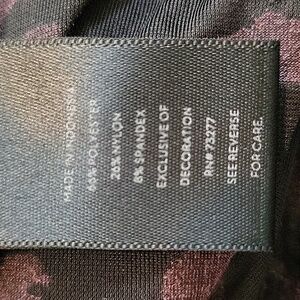 MADE IN INDONESIA
66% POLYESTER
26% NYLON
8% SPANDEX
EXCLUSIVE OF
DECORATION
RN# 73277
SEE REVERSE
FOR CARE.